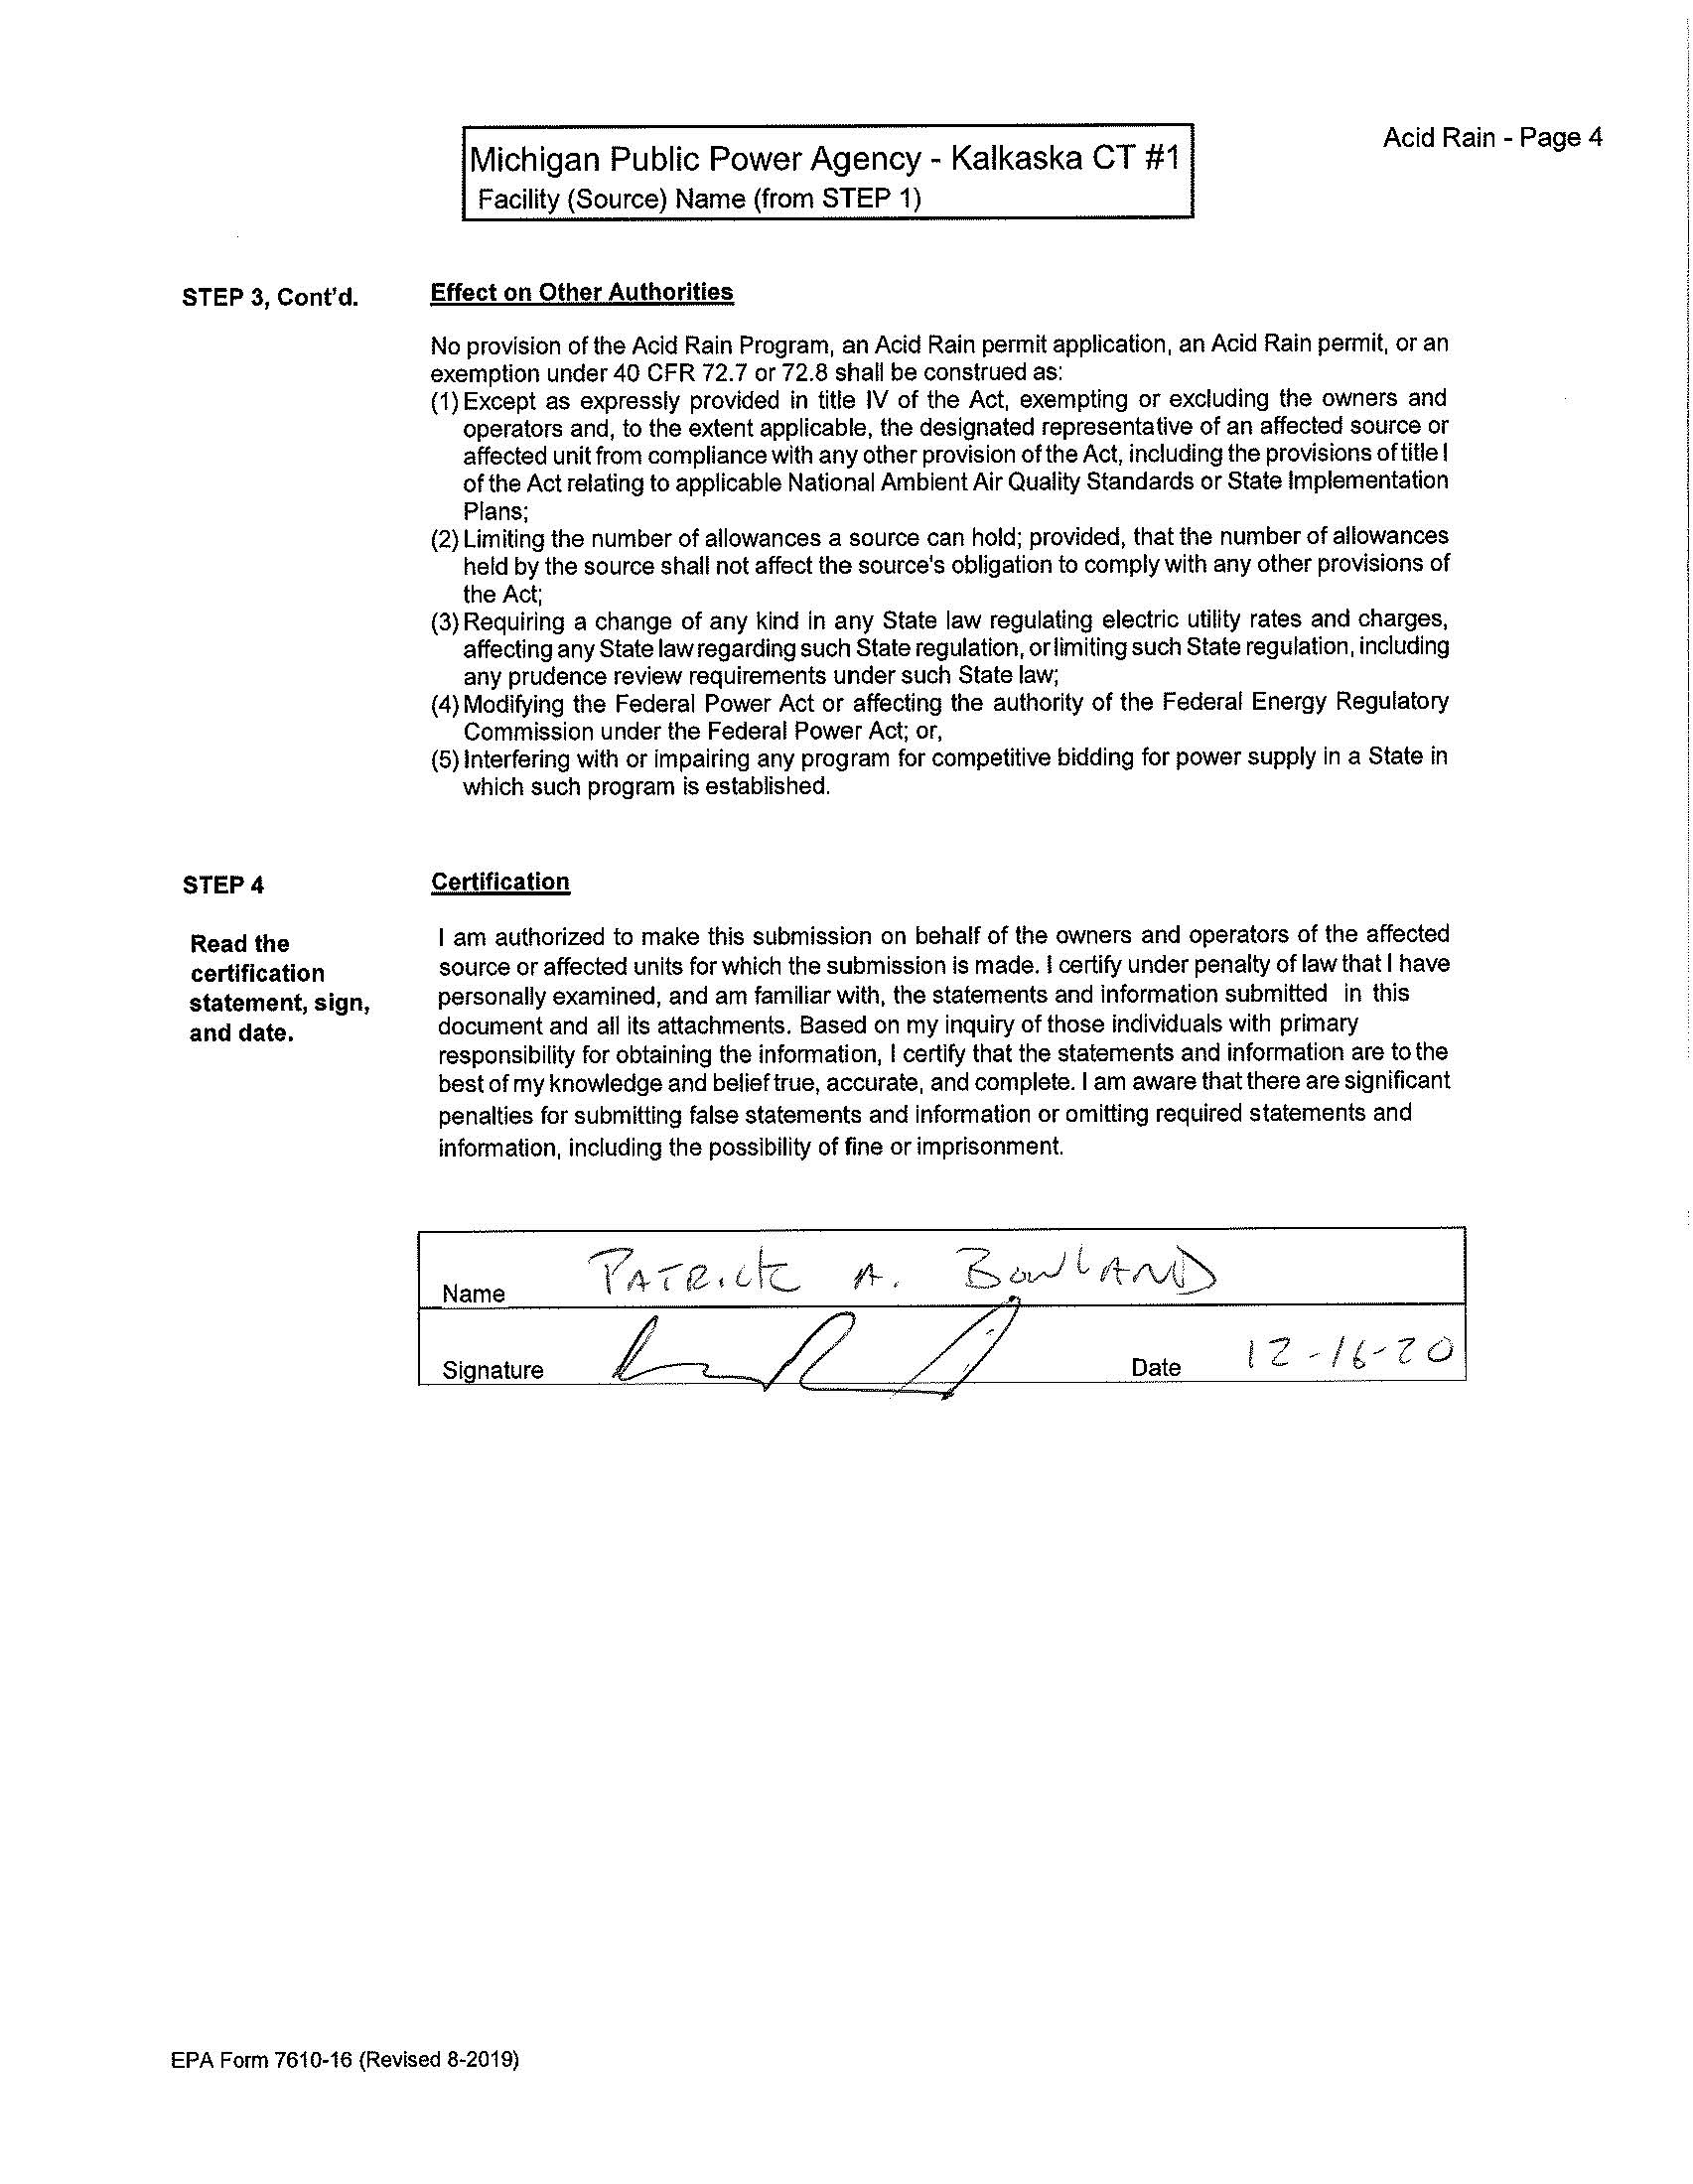 Acid Rain - Page 4
Michigan Public Power Agency - Kalkaska CT #1
Facility (Source) Name (from STEP 1)
STEP 3, Cont'd.
Effect on Other Authorities
No provision of the Acid Rain Program, an Acid Rain permit application, an Acid Rain permit, or an
exemption under 40 CFR 72.7 or 72.8 shall be construed as:
(1) Except as expressly provided in title IV of the Act, exempting or excluding the owners and
operators and, to the extent applicable, the designated representative of an affected source or
affected unit from compliance with any other provision of the Act, including the provisions of title I
of the Act relating to applicable National Ambient Air Quality Standards or State Implementation
Plans;
(2) Limiting the number of allowances a source can hold; provided, that the number of allowances
held by the source shall not affect the source's obligation to comply with any other provisions of
the Act;
(3) Requiring a change of any kind in any State law regulating electric utility rates and charges,
affecting any State law regarding such State regulation, or limiting such State regulation, including
any prudence review requirements under such State law;
(4) Modifying the Federal Power Act or affecting the authority of the Federal Energy Regulatory
Commission under the Federal Power Act; or,
(5) Interfering with or impairing any program for competitive bidding for power supply in a State in
which such program is established.
STEP 4
Certification
Read the
certification
statement, sign,
and date.
I am authorized to make this submission on behalf of the owners and operators of the affected
source or affected units for which the submission is made. I certify under penalty of law that I have
personally examined, and am familiar with, the statements and information submitted in this
document and all its attachments. Based on my inquiry of those individuals with primary
responsibility for obtaining the information, I certify that the statements and information are to the
best of my knowledge and belief true, accurate, and complete. I am aware that there are significant
penalties for submitting false statements and information or omitting required statements and
information, including the possibility of fine or imprisonment.
Name PATRICK A. BOWLAND
Signature Date 12-16-20
EPA Form 7610-16 (Revised 8-2019)